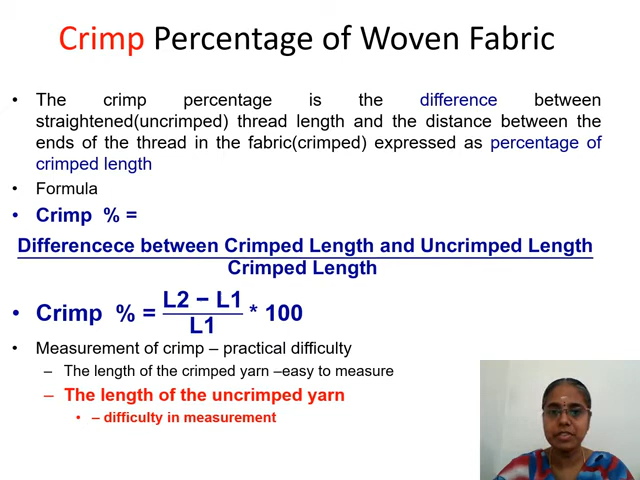 Crimp Percentage of Woven Fabric
• The crimp percentage is the difference between
straightened(uncrimped) thread length and the distance between the
ends of the thread in the fabric(crimped) expressed as percentage of
crimped length
• Formula
• Crimp % =
Differencece between Crimped Length and Uncrimped Length
Crimped Length
• Crimp % = L2 − L1 / L1 * 100
• Measurement of crimp – practical difficulty
– The length of the crimped yarn –easy to measure
– The length of the uncrimped yarn
• – difficulty in measurement